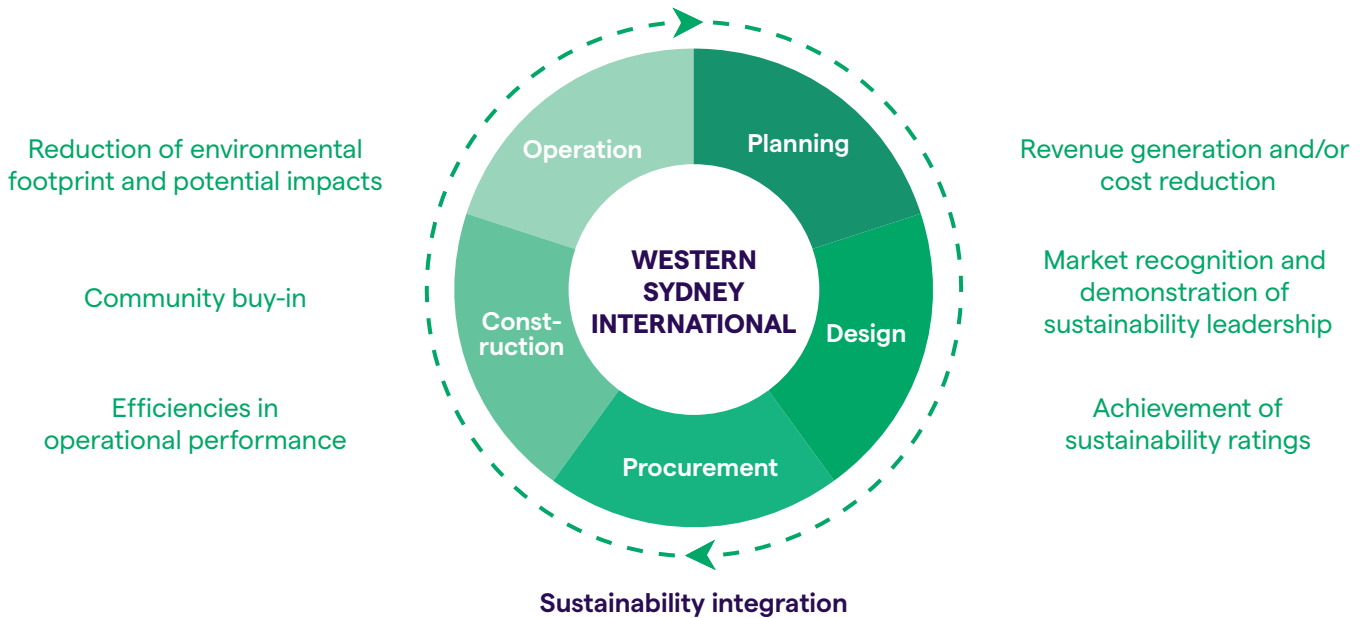 Reduction of environmental
footprint and potential impacts
Community buy-in
Efficiencies in
operational performance
Operation
Planning
WESTERN
SYDNEY
INTERNATIONAL
Const-
ruction
Design
Procurement
Revenue generation and/or
cost reduction
Market recognition and
demonstration of
sustainability leadership
Achievement of
sustainability ratings
Sustainability integration